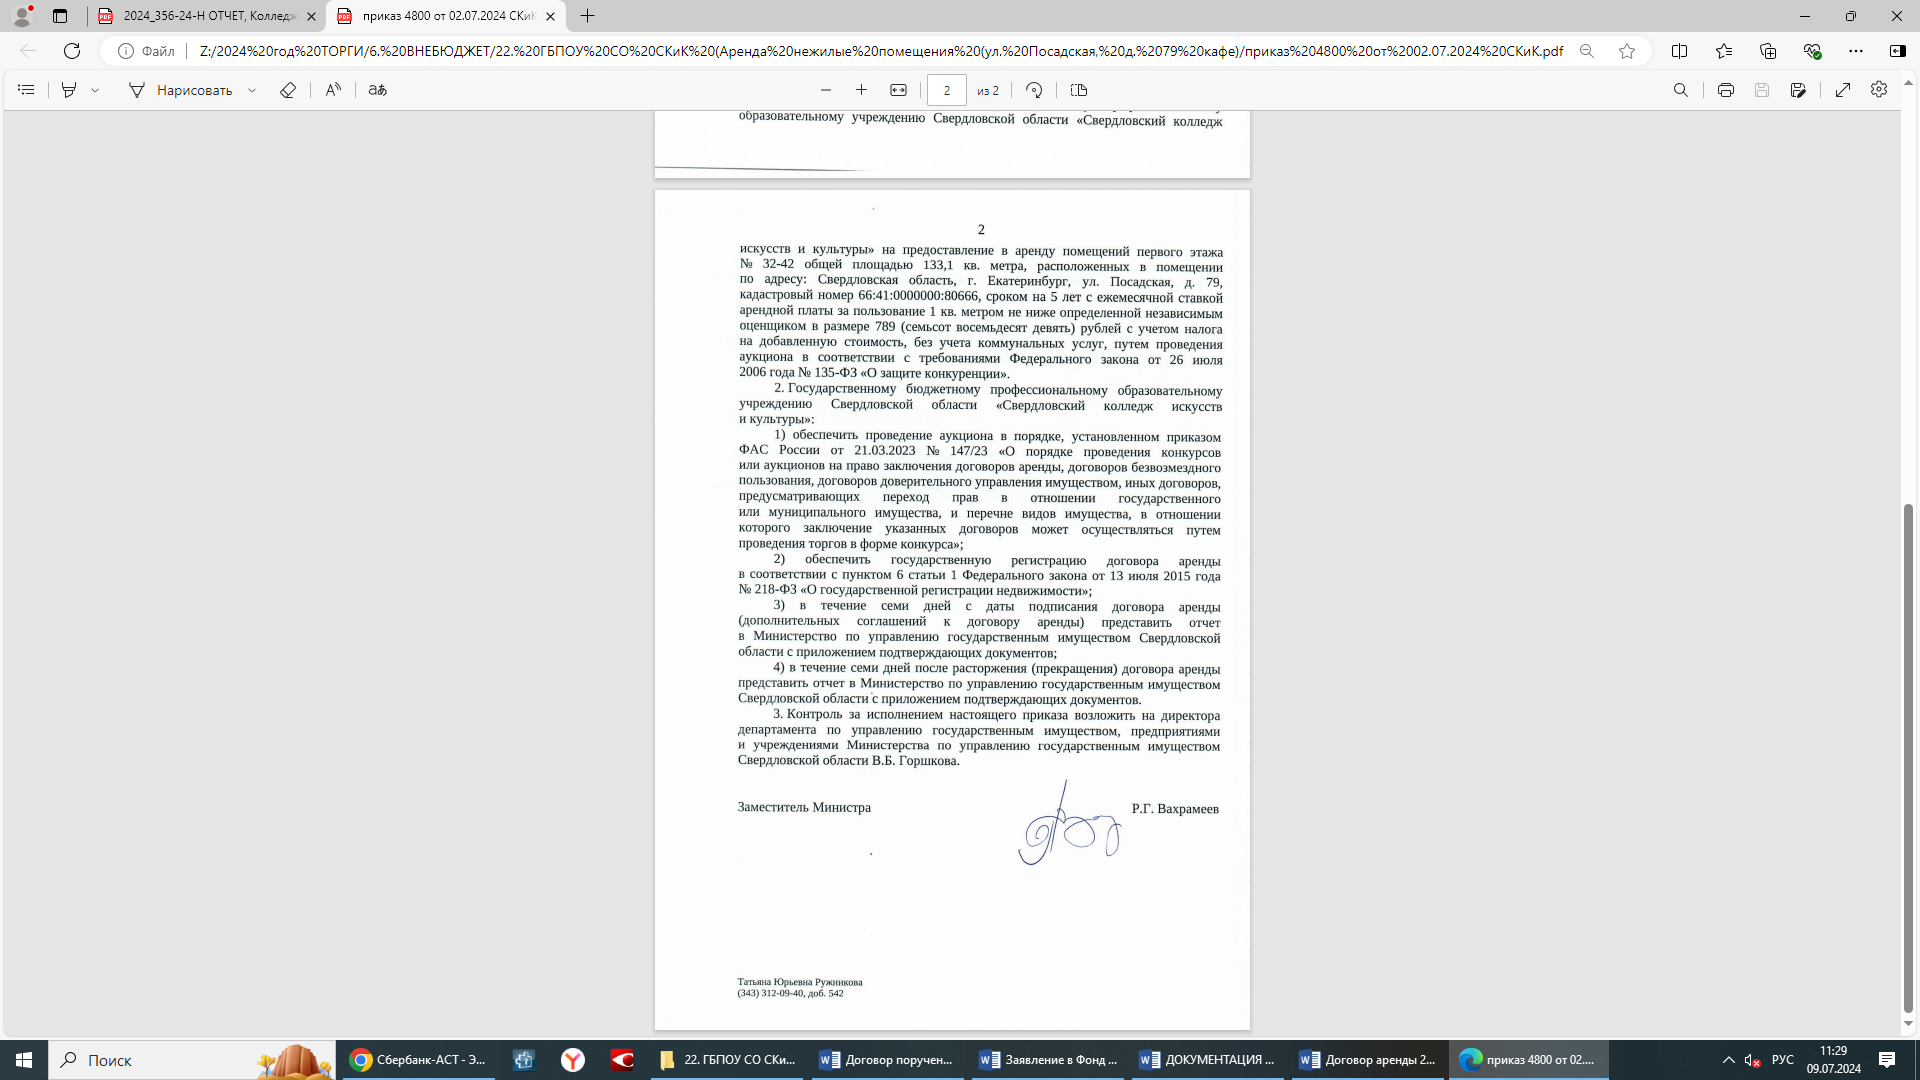 2024_356-24-Н ОТЧЕТ, Колледж
приказ 4800 от 02.07.2024 СКиК
Файл
Z:/2024%20год%20ТОРГИ/6.%20ВНЕБЮДЖЕТ/22.%20ГБПОУ%20СО%20СКиК%20(Аренда%20нежилые%20помещения%20(ул.%20Посадская,%20д.%2079%20кафе)/приказ%204800%20от%2002.07.2024%20СКиК.pdf
Нарисовать
2 из 2
образовательному учреждению Свердловской области «Свердловский колледж
2
искусств и культуры» на предоставление в аренду помещений первого этажа
№ 32-42 общей площадью 133,1 кв. метра, расположенных в помещении
по адресу: Свердловская область, г. Екатеринбург, ул. Посадская, д. 79,
кадастровый номер 66:41:0000000:80666, сроком на 5 лет с ежемесячной ставкой
арендной платы за пользование 1 кв. метром не ниже определенной независимым
оценщиком в размере 789 (семьсот восемьдесят девять) рублей с учетом налога
на добавленную стоимость, без учета коммунальных услуг, путем проведения
аукциона в соответствии с требованиями Федерального закона от 26 июля
2006 года № 135-ФЗ «О защите конкуренции».
2. Государственному бюджетному профессиональному образовательному
учреждению Свердловской области «Свердловский колледж искусств
и культуры»:
1) обеспечить проведение аукциона в порядке, установленном приказом
ФАС России от 21.03.2023 № 147/23 «О порядке проведения конкурсов
или аукционов на право заключения договоров аренды, договоров безвозмездного
пользования, договоров доверительного управления имуществом, иных договоров,
предусматривающих переход прав в отношении государственного
или муниципального имущества, и перечне видов имущества, в отношении
которого заключение указанных договоров может осуществляться путем
проведения торгов в форме конкурса»;
2) обеспечить государственную регистрацию договора аренды
в соответствии с пунктом 6 статьи 1 Федерального закона от 13 июля 2015 года
№ 218-ФЗ «О государственной регистрации недвижимости»;
3) в течение семи дней с даты подписания договора аренды
(дополнительных соглашений к договору аренды) представить отчет
в Министерство по управлению государственным имуществом Свердловской
области с приложением подтверждающих документов;
4) в течение семи дней после расторжения (прекращения) договора аренды
представить отчет в Министерство по управлению государственным имуществом
Свердловской области с приложением подтверждающих документов.
3. Контроль за исполнением настоящего приказа возложить на директора
департамента по управлению государственным имуществом, предприятиями
и учреждениями Министерства по управлению государственным имуществом
Свердловской области В.Б. Горшкова.
Заместитель Министра Р.Г. Вахрамеев
Татьяна Юрьевна Ружникова
(343) 312-09-40, доб. 542
Поиск
Сбербанк-АСТ - Э...
22. ГБПОУ СО СКи...
Договор поручен...
Заявление в Фонд ...
ДОКУМЕНТАЦИЯ ...
Договор аренды 2...
приказ 4800 от 02....
РУС
11:29
09.07.2024